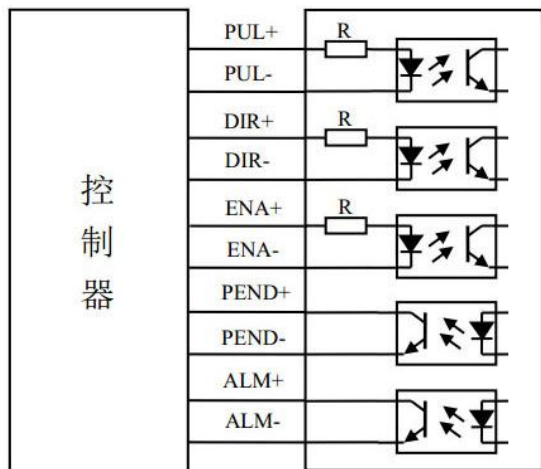 控制器
PUL+
R
PUL-
DIR+
R
DIR-
ENA+
R
ENA-
PEND+
PEND-
ALM+
ALM-